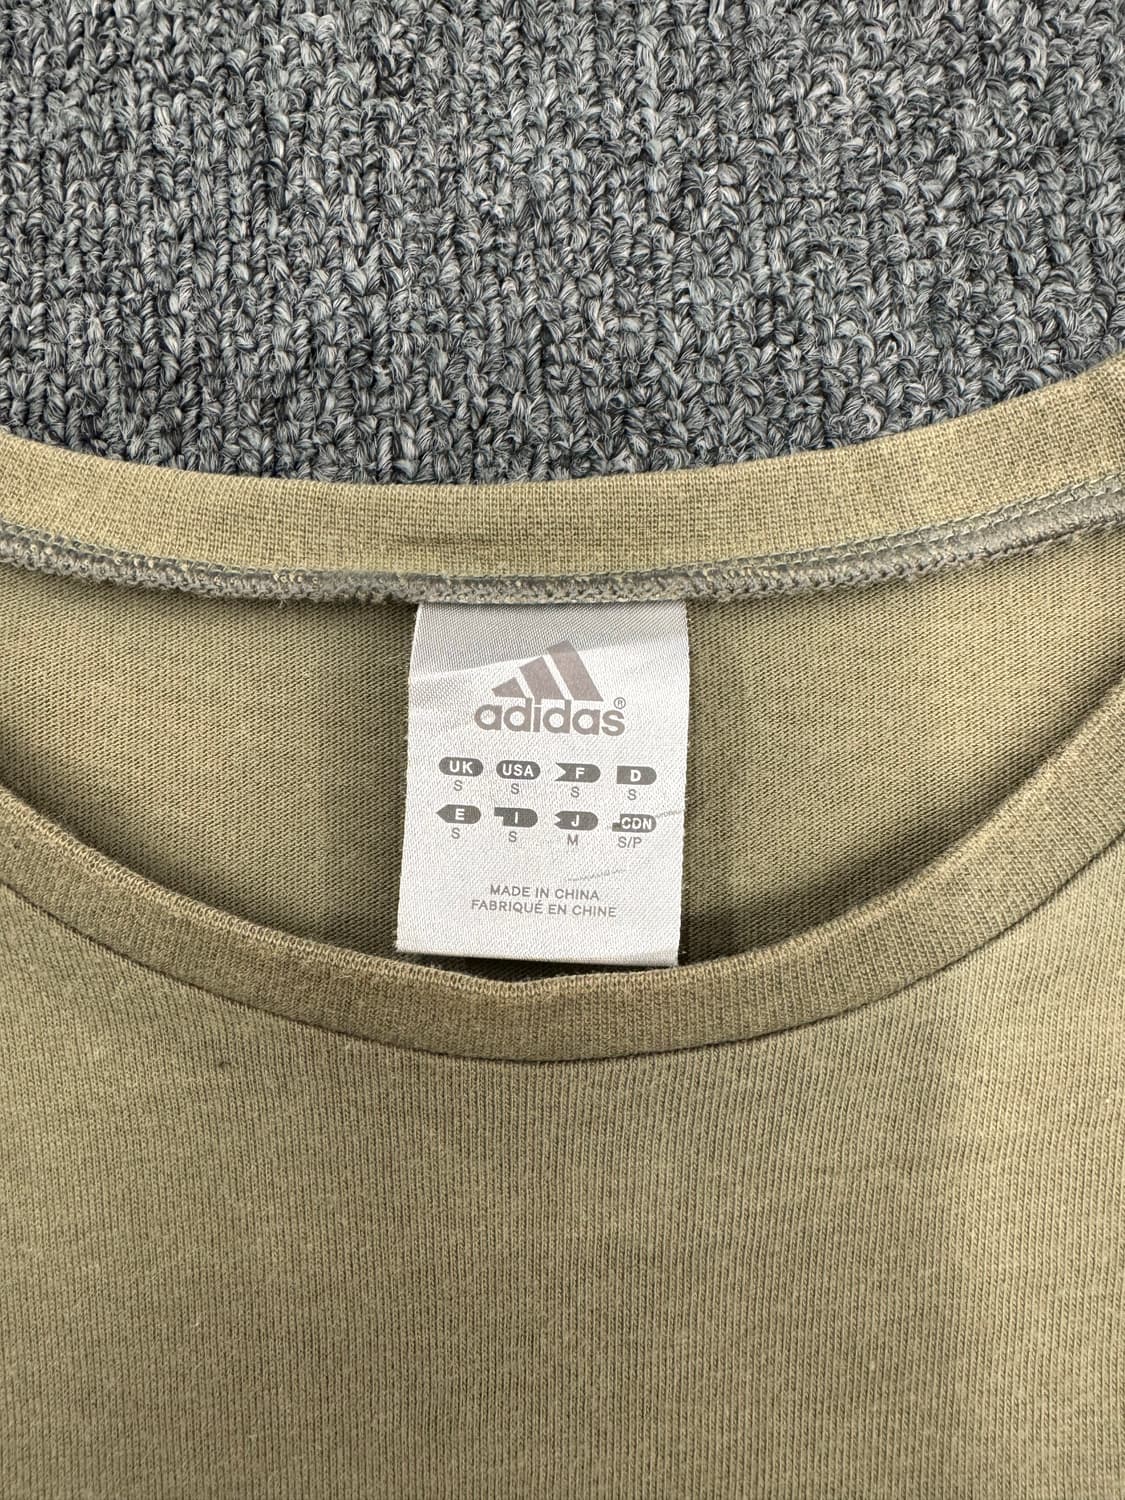 adidas®
UK USA F D
S S S S
E I J CDN
S S M S/P
MADE IN CHINA
FABRIQUÉ EN CHINE